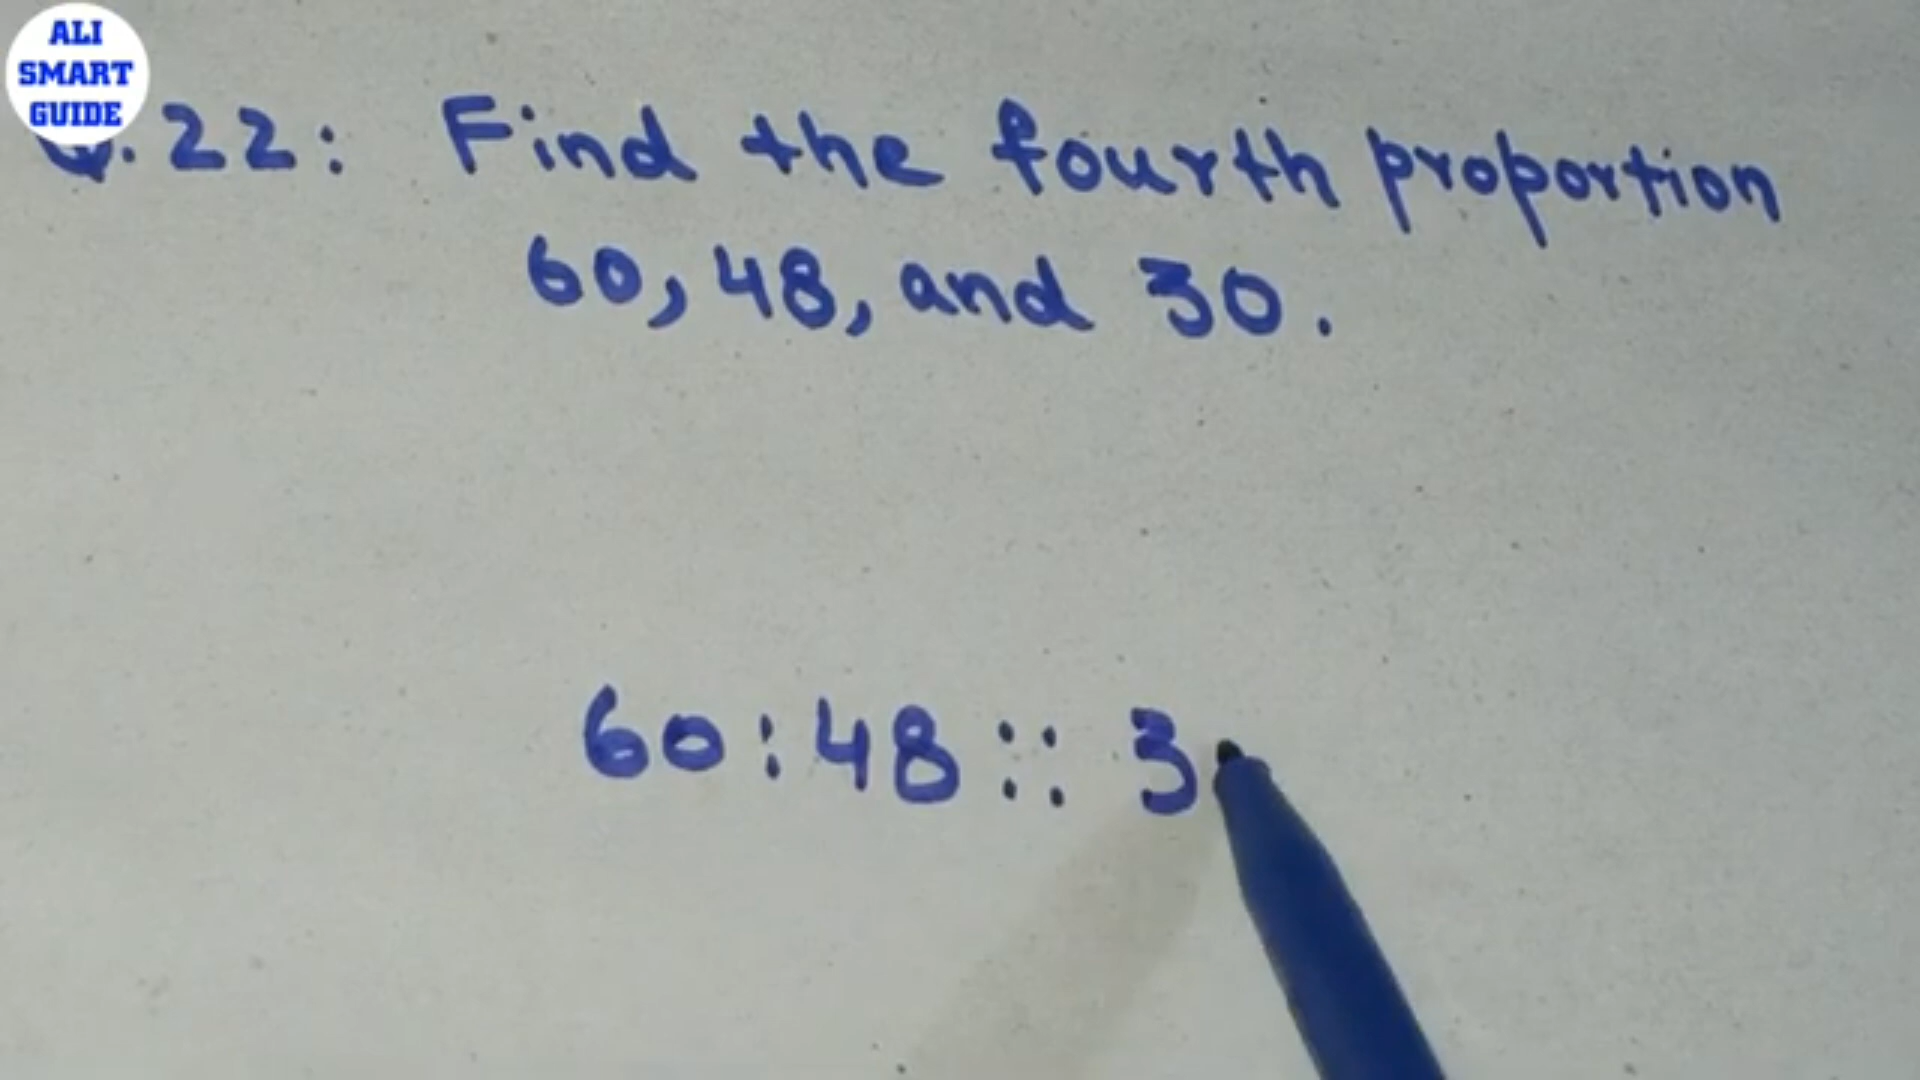 ALI
SMART
GUIDE
Q.22: Find the fourth proportion
60, 48, and 30.
60:48 :: 3